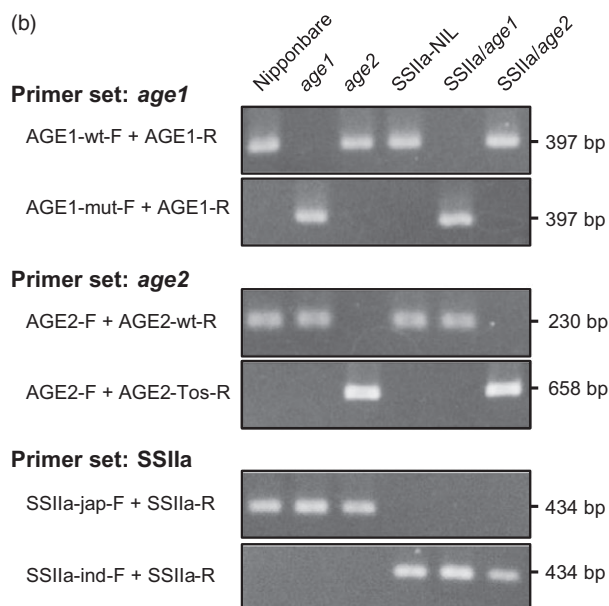 (b)
Nipponbare
age1
age2
SSIIa-NIL
SSIIa/age1
SSIIa/age2
Primer set: age1
AGE1-wt-F + AGE1-R
397 bp
AGE1-mut-F + AGE1-R
397 bp
Primer set: age2
AGE2-F + AGE2-wt-R
230 bp
AGE2-F + AGE2-Tos-R
658 bp
Primer set: SSIIa
SSIIa-jap-F + SSIIa-R
434 bp
SSIIa-ind-F + SSIIa-R
434 bp